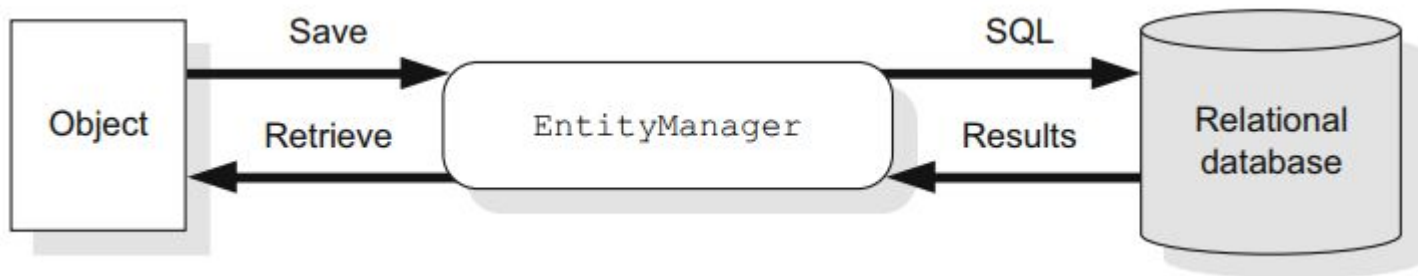 Save
SQL
Object
EntityManager
Relational
database
Retrieve
Results